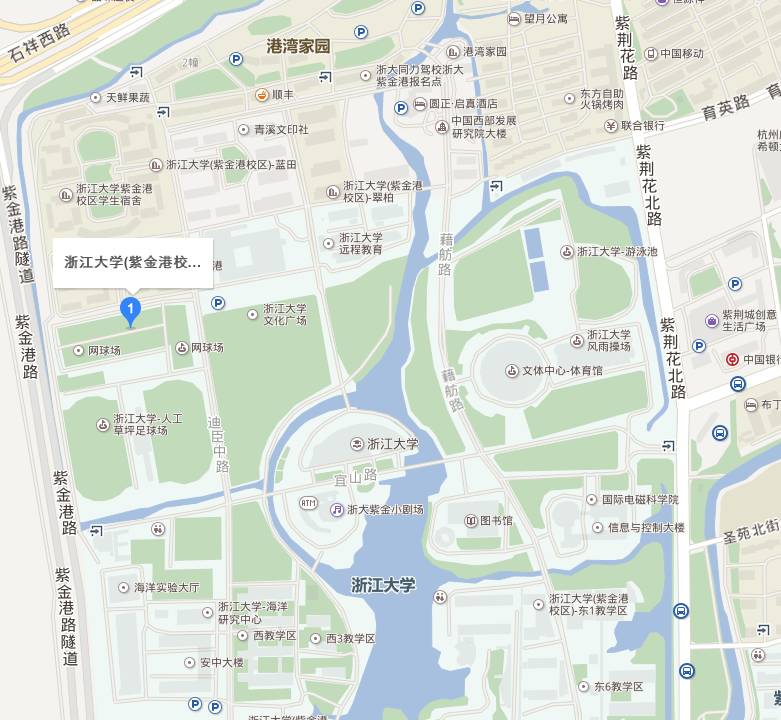 石祥西路
2幢
港湾家园
望月公寓
港湾家园
中国移动
紫荆花路
浙大同力驾校浙大
紫金港报名点
天鲜果蔬
顺丰
圆正·启真酒店
东方自助
火锅烤肉
育英路
青溪文印社
中国西部发展
研究院大楼
联合银行
浙江大学(紫金港校区)-蓝田
浙江大学紫金港
校区学生宿舍
浙江大学(紫金港
校区)-翠柏
紫荆花北路
紫金港路隧道
浙江大学
远程教育
藕舫路
浙江大学-游泳池
浙江大学(紫金港校...
港
1
浙江大学
文化广场
紫荆城创意
生活广场
紫金港路
网球场
网球场
浙江大学
风雨操场
紫荆花北路
中国银行
文体中心-体育馆
藕舫路
布丁
浙江大学-人工
草坪足球场
迪臣中路
浙江大学
宜山路
紫金港路
ATM
浙大紫金小剧场
图书馆
国际电磁科学院
信息与控制大楼
圣苑北街
紫金港路隧道
海洋实验大厅
浙江大学
浙江大学-海洋
研究中心
浙江大学(紫金港
校区)-东1教学区
西教学区
西3教学区
安中大楼
东6教学区
浙江大学(紫金港